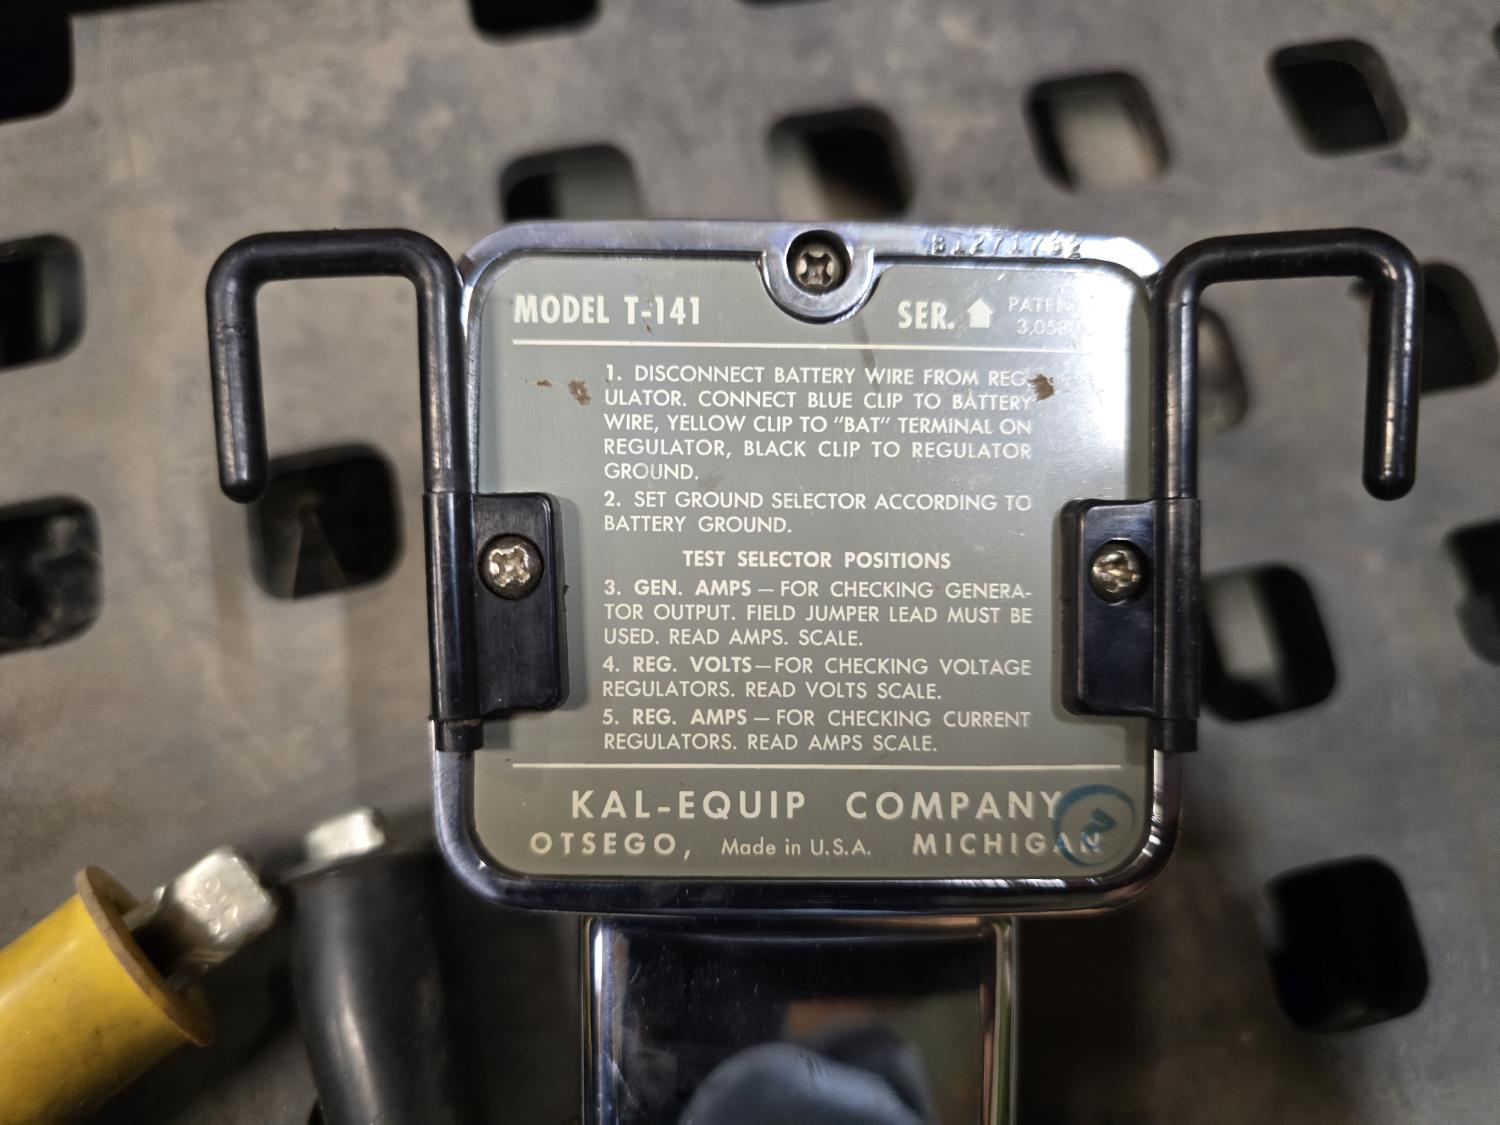 B1271732
MODEL T-141 SER.
1. DISCONNECT BATTERY WIRE FROM REG-
ULATOR. CONNECT BLUE CLIP TO BATTERY
WIRE, YELLOW CLIP TO "BAT" TERMINAL ON
REGULATOR, BLACK CLIP TO REGULATOR
GROUND.
2. SET GROUND SELECTOR ACCORDING TO
BATTERY GROUND.
TEST SELECTOR POSITIONS
3. GEN. AMPS — FOR CHECKING GENERA-
TOR OUTPUT. FIELD JUMPER LEAD MUST BE
USED. READ AMPS. SCALE.
4. REG. VOLTS — FOR CHECKING VOLTAGE
REGULATORS. READ VOLTS SCALE.
5. REG. AMPS — FOR CHECKING CURRENT
REGULATORS. READ AMPS SCALE.
KAL-EQUIP COMPANY
OTSEGO, Made in U.S.A. MICHIGAN
2